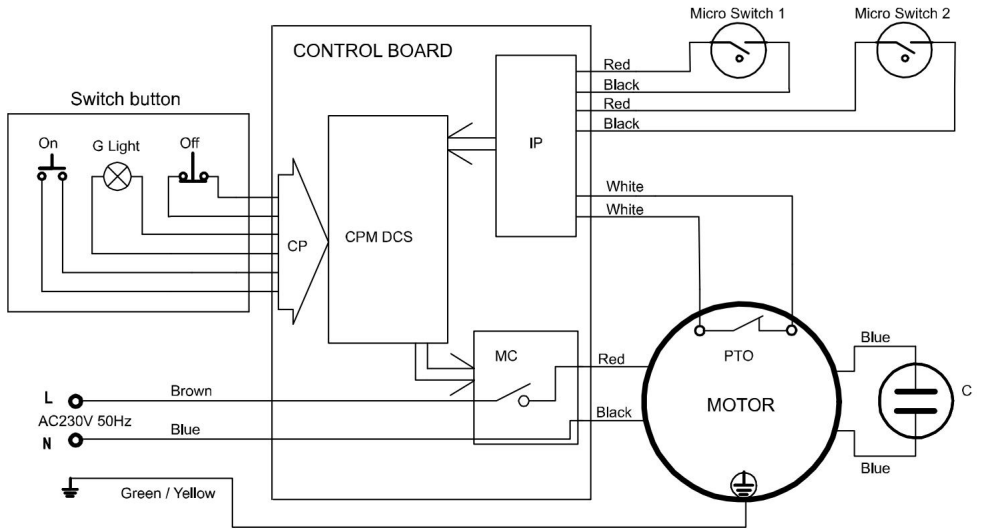 Micro Switch 1
Micro Switch 2
CONTROL BOARD
Red
Black
Red
Black
Switch button
On
G Light
Off
IP
White
White
CP
CPM DCS
MC
Red
PTO
Blue
L
Brown
Black
MOTOR
C
AC230V 50Hz
N
Blue
Blue
Green / Yellow